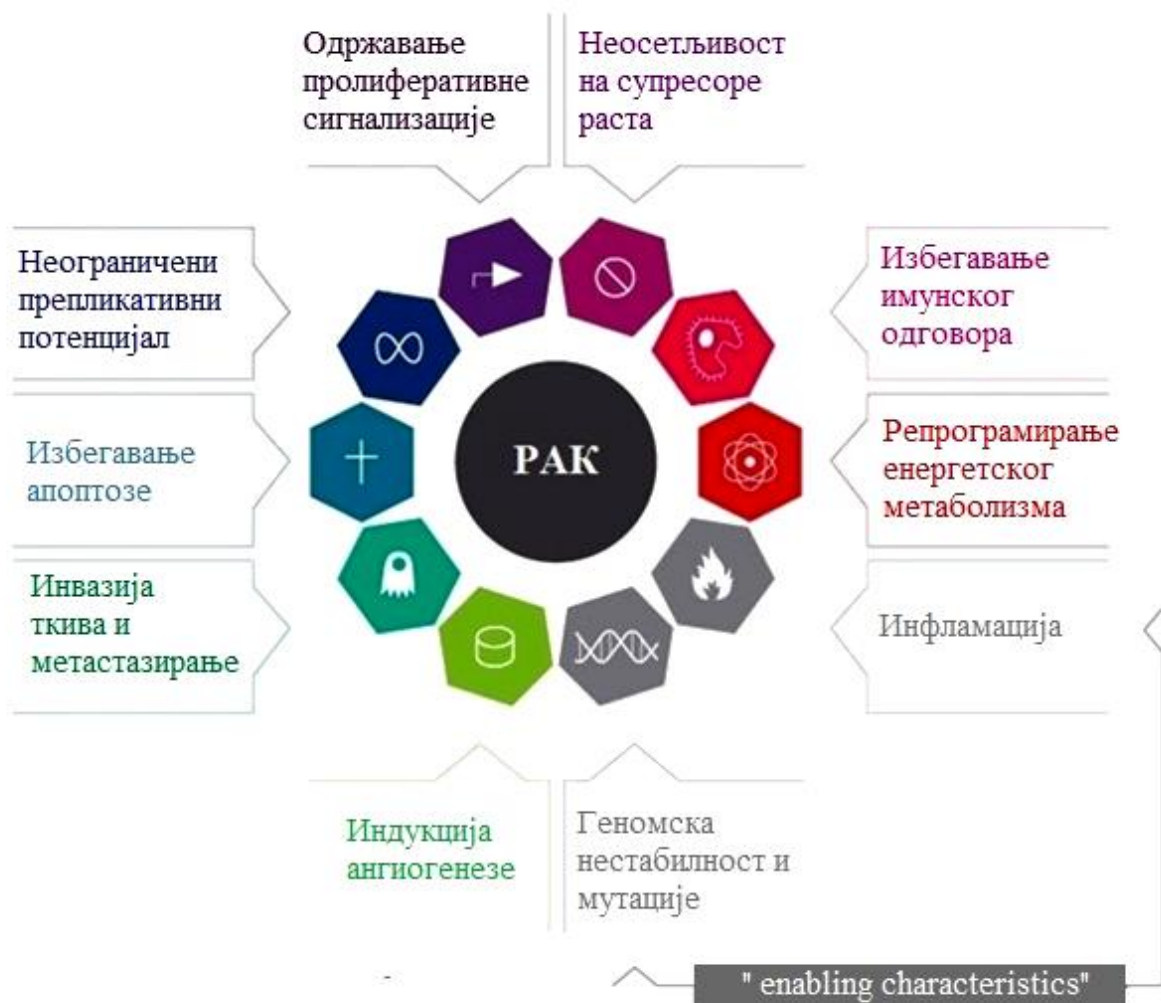 Одржавање
пролиферативне
сигнализације
Неосетљивост
на супресоре
раста
Неограничени
препликативни
потенцијал
Избегавање
имунског
одговора
РАК
Избегавање
апоптозе
Репрограмирање
енергетског
метаболизма
Инвазија
ткива и
метастазирање
Инфламација
Индукција
ангиогенезе
Геномска
нестабилност и
мутације
" enabling characteristics"